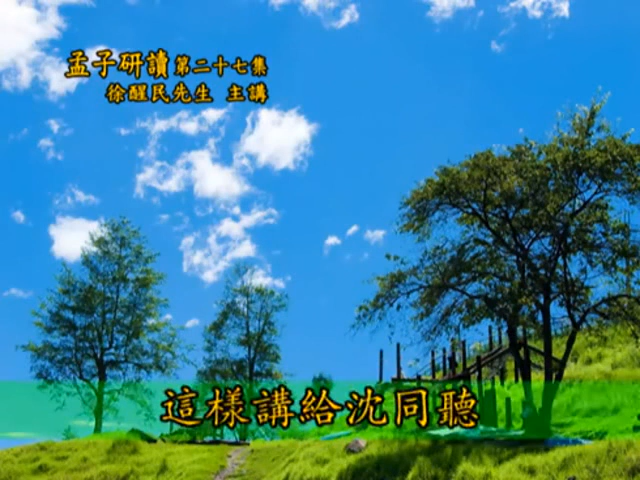 孟子研讀第二十七集
徐醒民先生 主講
這樣講給沈同聽